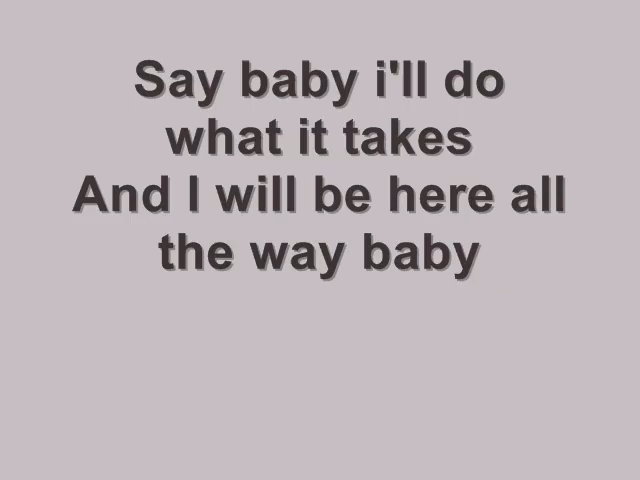 Say baby i'll do
what it takes
And I will be here all
the way baby